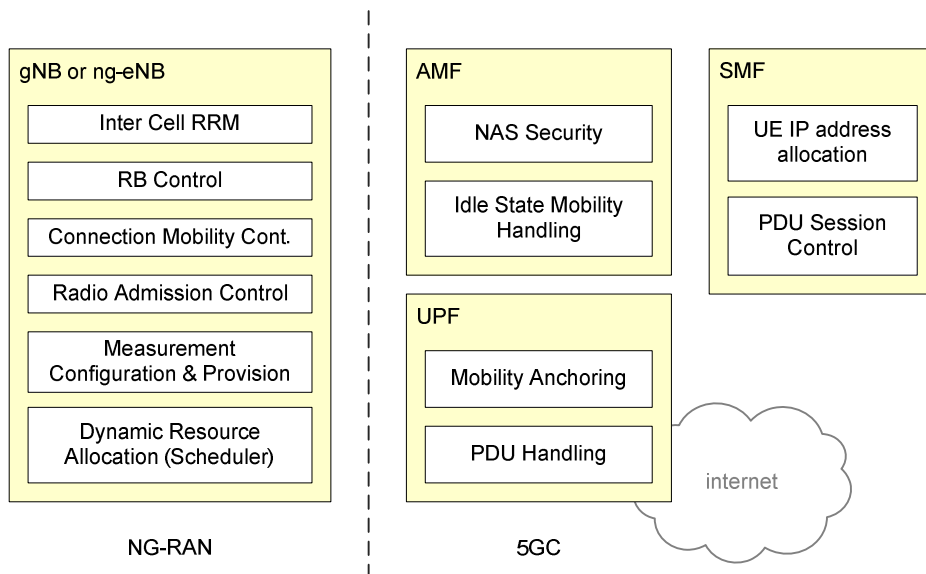 gNB or ng-eNB
Inter Cell RRM
RB Control
Connection Mobility Cont.
Radio Admission Control
Measurement
Configuration & Provision
Dynamic Resource
Allocation (Scheduler)
NG-RAN
AMF
NAS Security
Idle State Mobility
Handling
SMF
UE IP address
allocation
PDU Session
Control
UPF
Mobility Anchoring
PDU Handling
internet
5GC